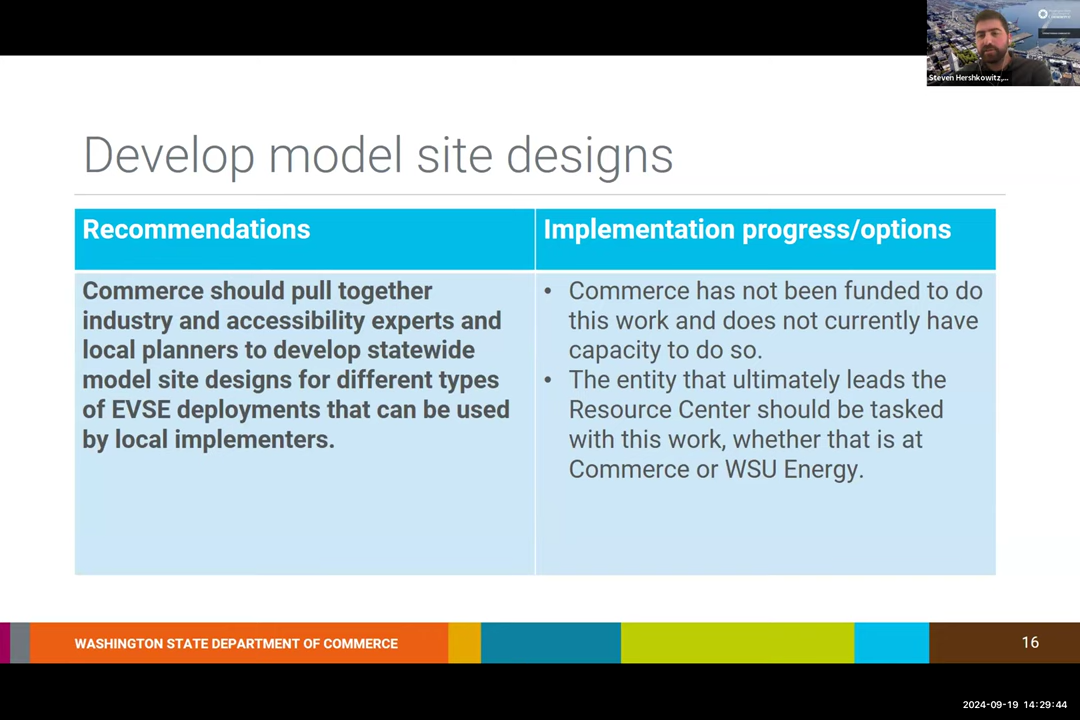 Steven Hershkowitz,...
Develop model site designs
Recommendations
Implementation progress/options
Commerce should pull together
industry and accessibility experts and
local planners to develop statewide
model site designs for different types
of EVSE deployments that can be used
by local implementers.
• Commerce has not been funded to do
this work and does not currently have
capacity to do so.
• The entity that ultimately leads the
Resource Center should be tasked
with this work, whether that is at
Commerce or WSU Energy.
WASHINGTON STATE DEPARTMENT OF COMMERCE
16
2024-09-19 14:29:44